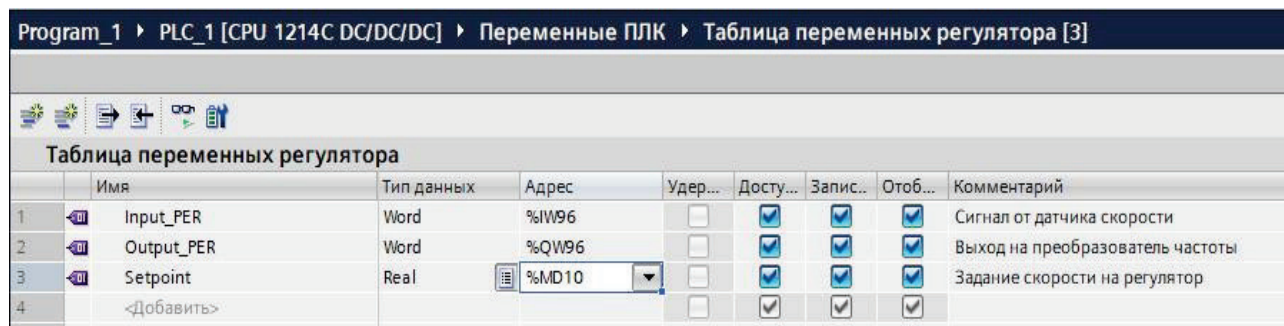 Program_1 ▸ PLC_1 [CPU 1214C DC/DC/DC] ▸ Переменные ПЛК ▸ Таблица переменных регулятора [3]
Таблица переменных регулятора
Имя Тип данных Адрес Удер... Досту... Запис... Отоб... Комментарий
1 Input_PER Word %IW96 Сигнал от датчика скорости
2 Output_PER Word %QW96 Выход на преобразователь частоты
3 Setpoint Real %MD10 Задание скорости на регулятор
4 <Добавить>